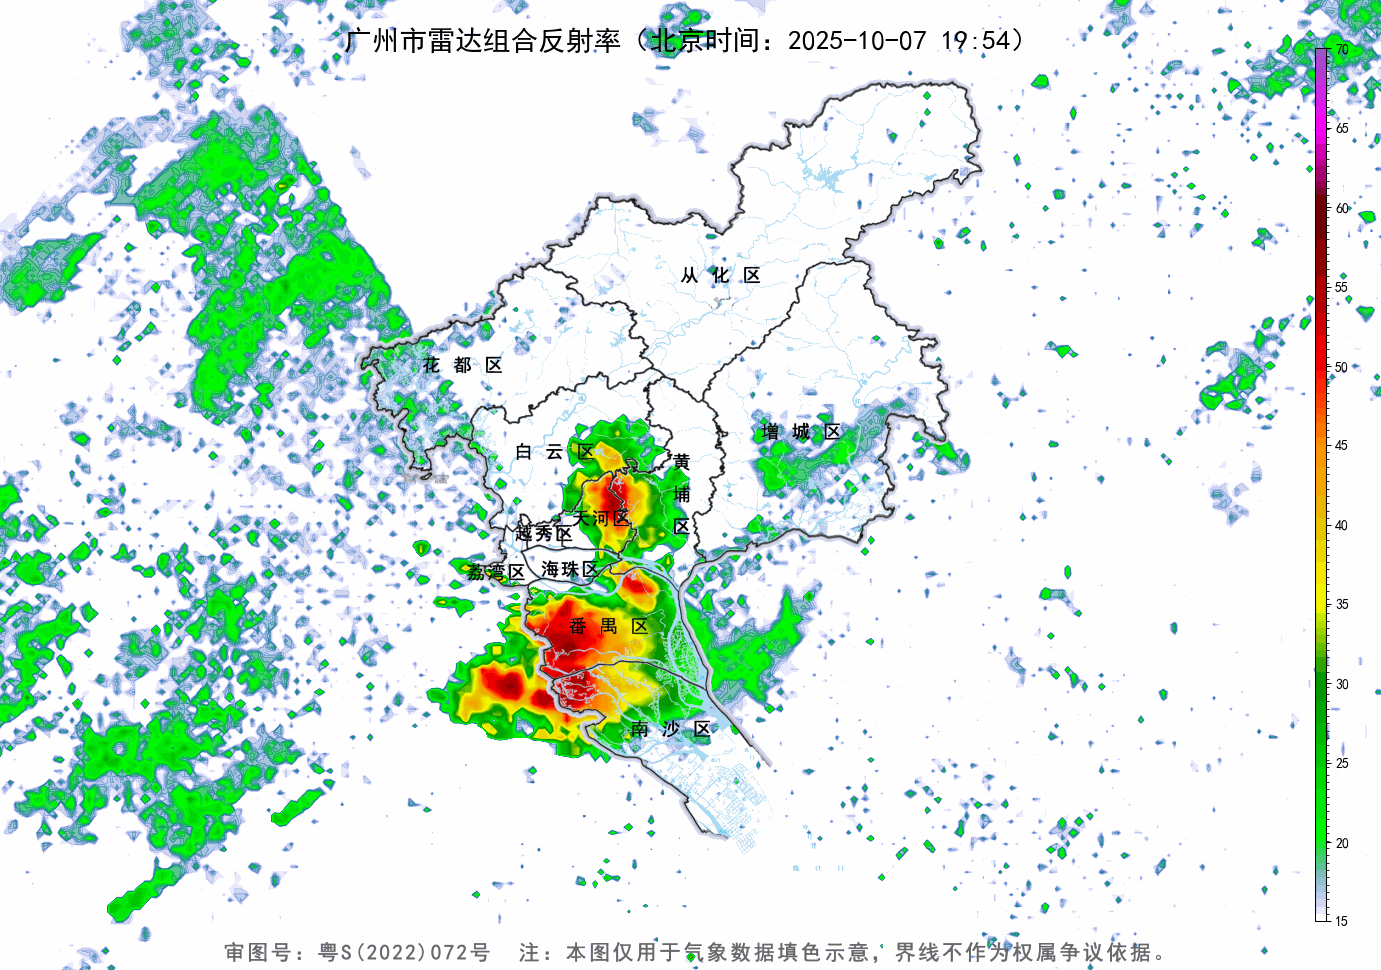 广州市雷达组合反射率（北京时间：2025-10-07 19:54）
70
65
60
55
50
45
40
35
30
25
20
15
从化区
花都区
增城区
白云区
黄埔区
天河区
越秀区
荔湾区
海珠区
番禺区
南沙区
审图号：粤S(2022)072号 注：本图仅用于气象数据填色示意，界线不作为权属争议依据。